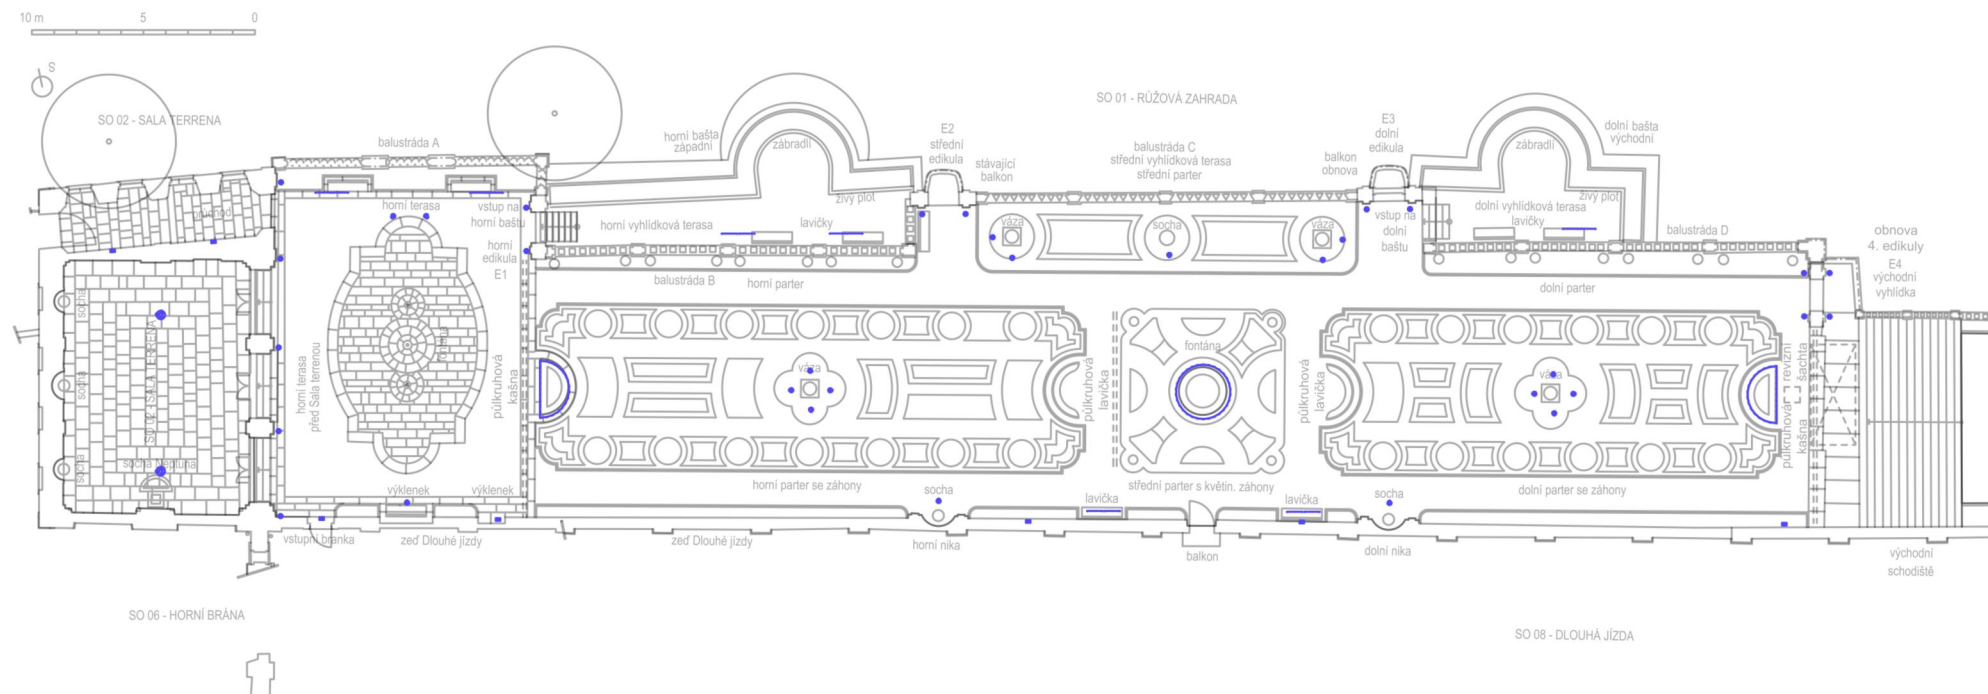 10 m 5 0
S
SO 02 - SALA TERRENA
SO 01 - RŮŽOVÁ ZAHRADA
balustráda A
horní bašta
západní
zábradlí
E2
střední
edikula
stávající
balkon
balustráda C
střední vyhlídková terasa
střední parter
E3
dolní
edikula
balkon
obnova
zábradlí
dolní bašta
východní
průchod
horní terasa
vstup na
horní baštu
horní
edikula
E1
horní vyhlídková terasa
živý plot
lavičky
váza
socha
váza
vstup na
dolní
baštu
dolní vyhlídková terasa
lavičky
živý plot
balustráda D
obnova
4. edikuly
E4
východní
vyhlídka
balustráda B
horní parter
dolní parter
socha
socha
socha
SO 02 - SALA TERRENA
socha Neptuna
horní terasa
před Sala terrenou
fontána
půlkruhová
kašna
váza
půlkruhová
lavička
fontána
půlkruhová
lavička
váza
půlkruhová
kašna
revizní
šachta
výklenek
výklenek
horní parter se záhony
socha
střední parter s květin. záhony
lavička
lavička
socha
dolní parter se záhony
vstupní branka
zeď Dlouhé jízdy
zeď Dlouhé jízdy
horní nika
balkon
dolní nika
východní
schodiště
SO 06 - HORNÍ BRÁNA
SO 08 - DLOUHÁ JÍZDA